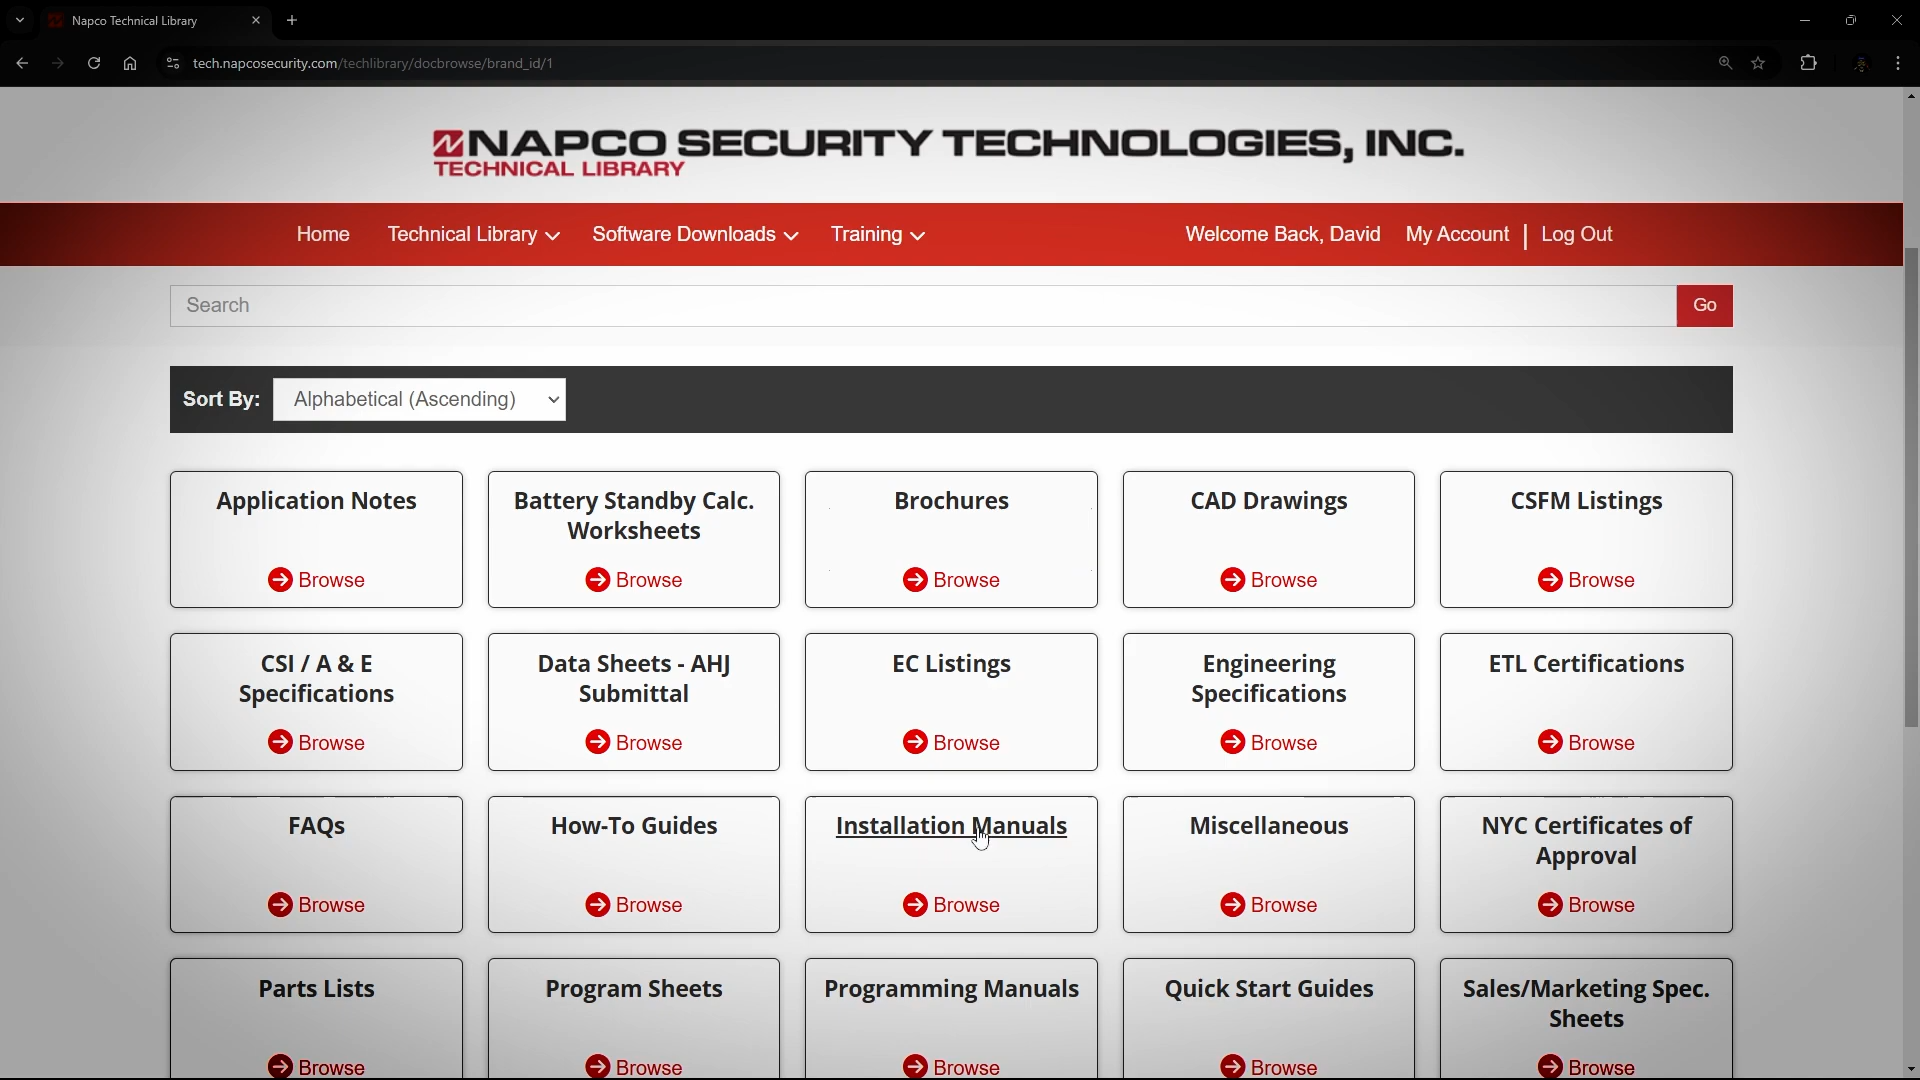 Napco Technical Library
tech.napcosecurity.com/techlibrary/docbrowse/brand_id/1
NAPCO SECURITY TECHNOLOGIES, INC.
TECHNICAL LIBRARY
Home Technical Library Software Downloads Training Welcome Back, David My Account | Log Out
Search Go
Sort By: Alphabetical (Ascending)
Application Notes
Browse
Battery Standby Calc.
Worksheets
Browse
Brochures
Browse
CAD Drawings
Browse
CSFM Listings
Browse
CSI / A & E
Specifications
Browse
Data Sheets - AHJ
Submittal
Browse
EC Listings
Browse
Engineering
Specifications
Browse
ETL Certifications
Browse
FAQs
Browse
How-To Guides
Browse
Installation Manuals
Browse
Miscellaneous
Browse
NYC Certificates of
Approval
Browse
Parts Lists
Browse
Program Sheets
Browse
Programming Manuals
Browse
Quick Start Guides
Browse
Sales/Marketing Spec.
Sheets
Browse